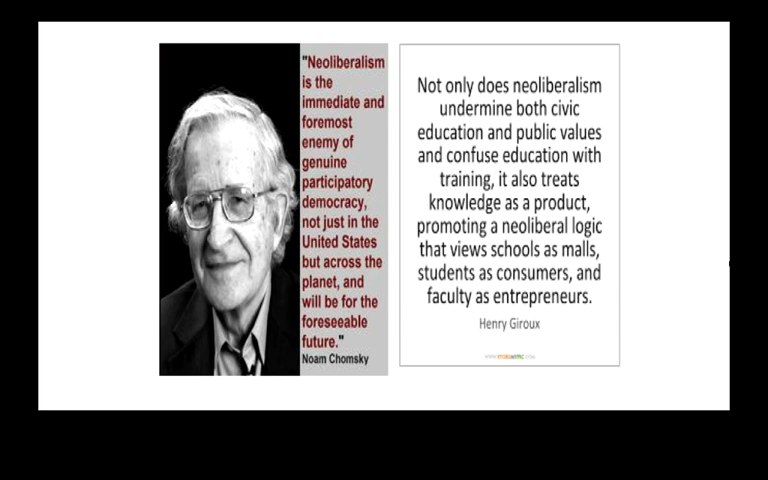 "Neoliberalism
is the
immediate and
foremost
enemy of
genuine
participatory
democracy,
not just in the
United States
but across the
planet, and
will be for the
foreseeable
future."
Noam Chomsky
Not only does neoliberalism
undermine both civic
education and public values
and confuse education with
training, it also treats
knowledge as a product,
promoting a neoliberal logic
that views schools as malls,
students as consumers, and
faculty as entrepreneurs.
Henry Giroux